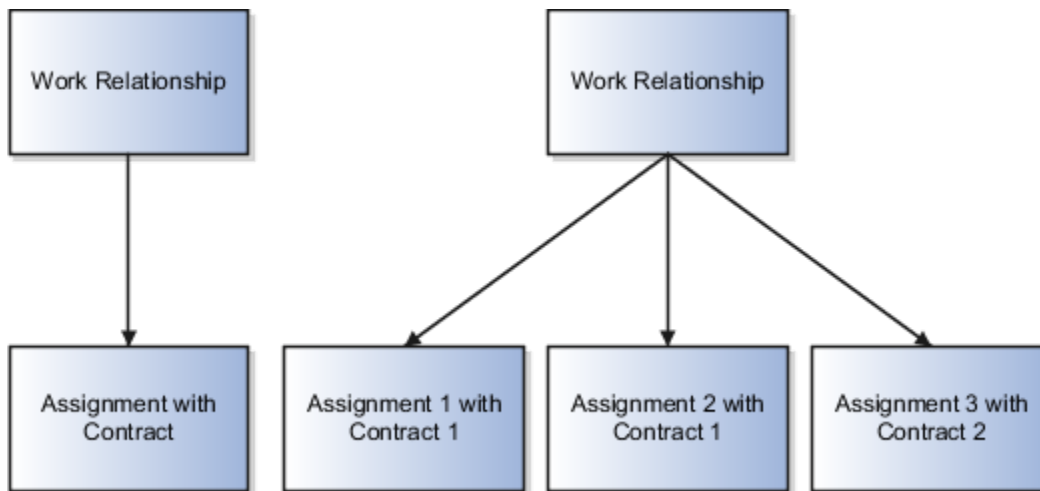 Work Relationship
Work Relationship
Assignment with
Contract
Assignment 1 with
Contract 1
Assignment 2 with
Contract 1
Assignment 3 with
Contract 2